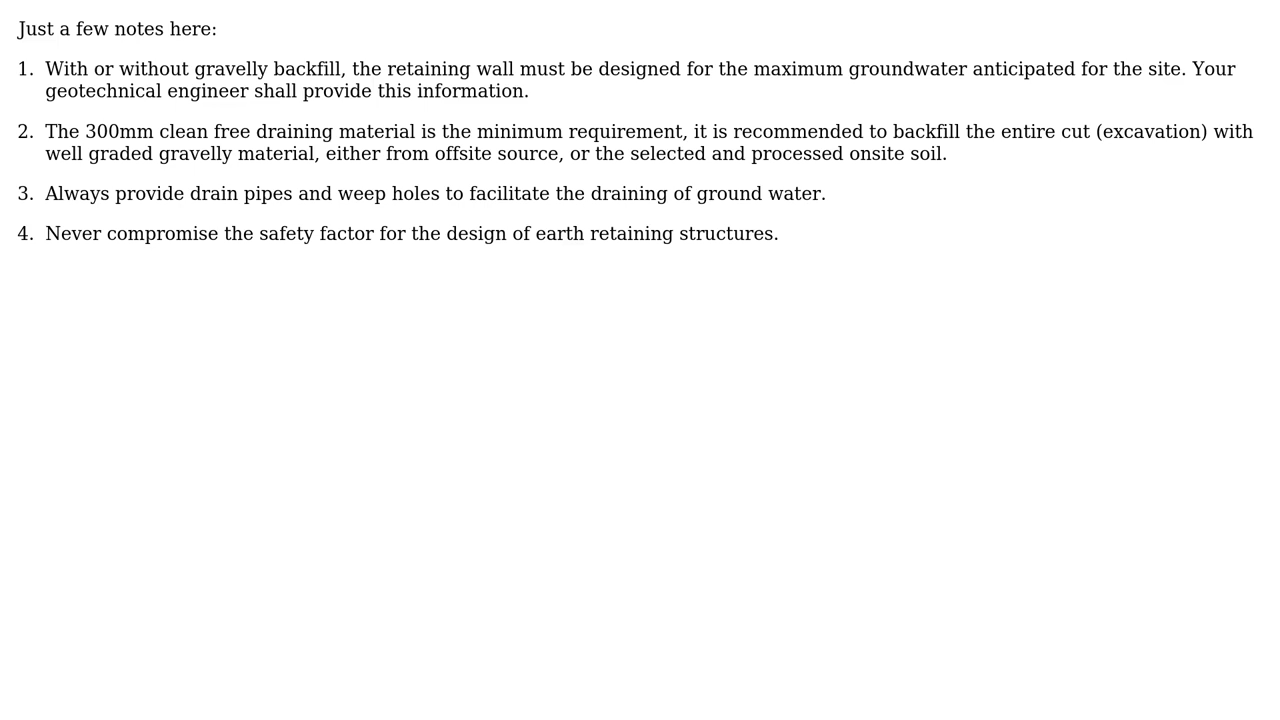 Just a few notes here:
1. With or without gravelly backfill, the retaining wall must be designed for the maximum groundwater anticipated for the site. Your
geotechnical engineer shall provide this information.
2. The 300mm clean free draining material is the minimum requirement, it is recommended to backfill the entire cut (excavation) with
well graded gravelly material, either from offsite source, or the selected and processed onsite soil.
3. Always provide drain pipes and weep holes to facilitate the draining of ground water.
4. Never compromise the safety factor for the design of earth retaining structures.